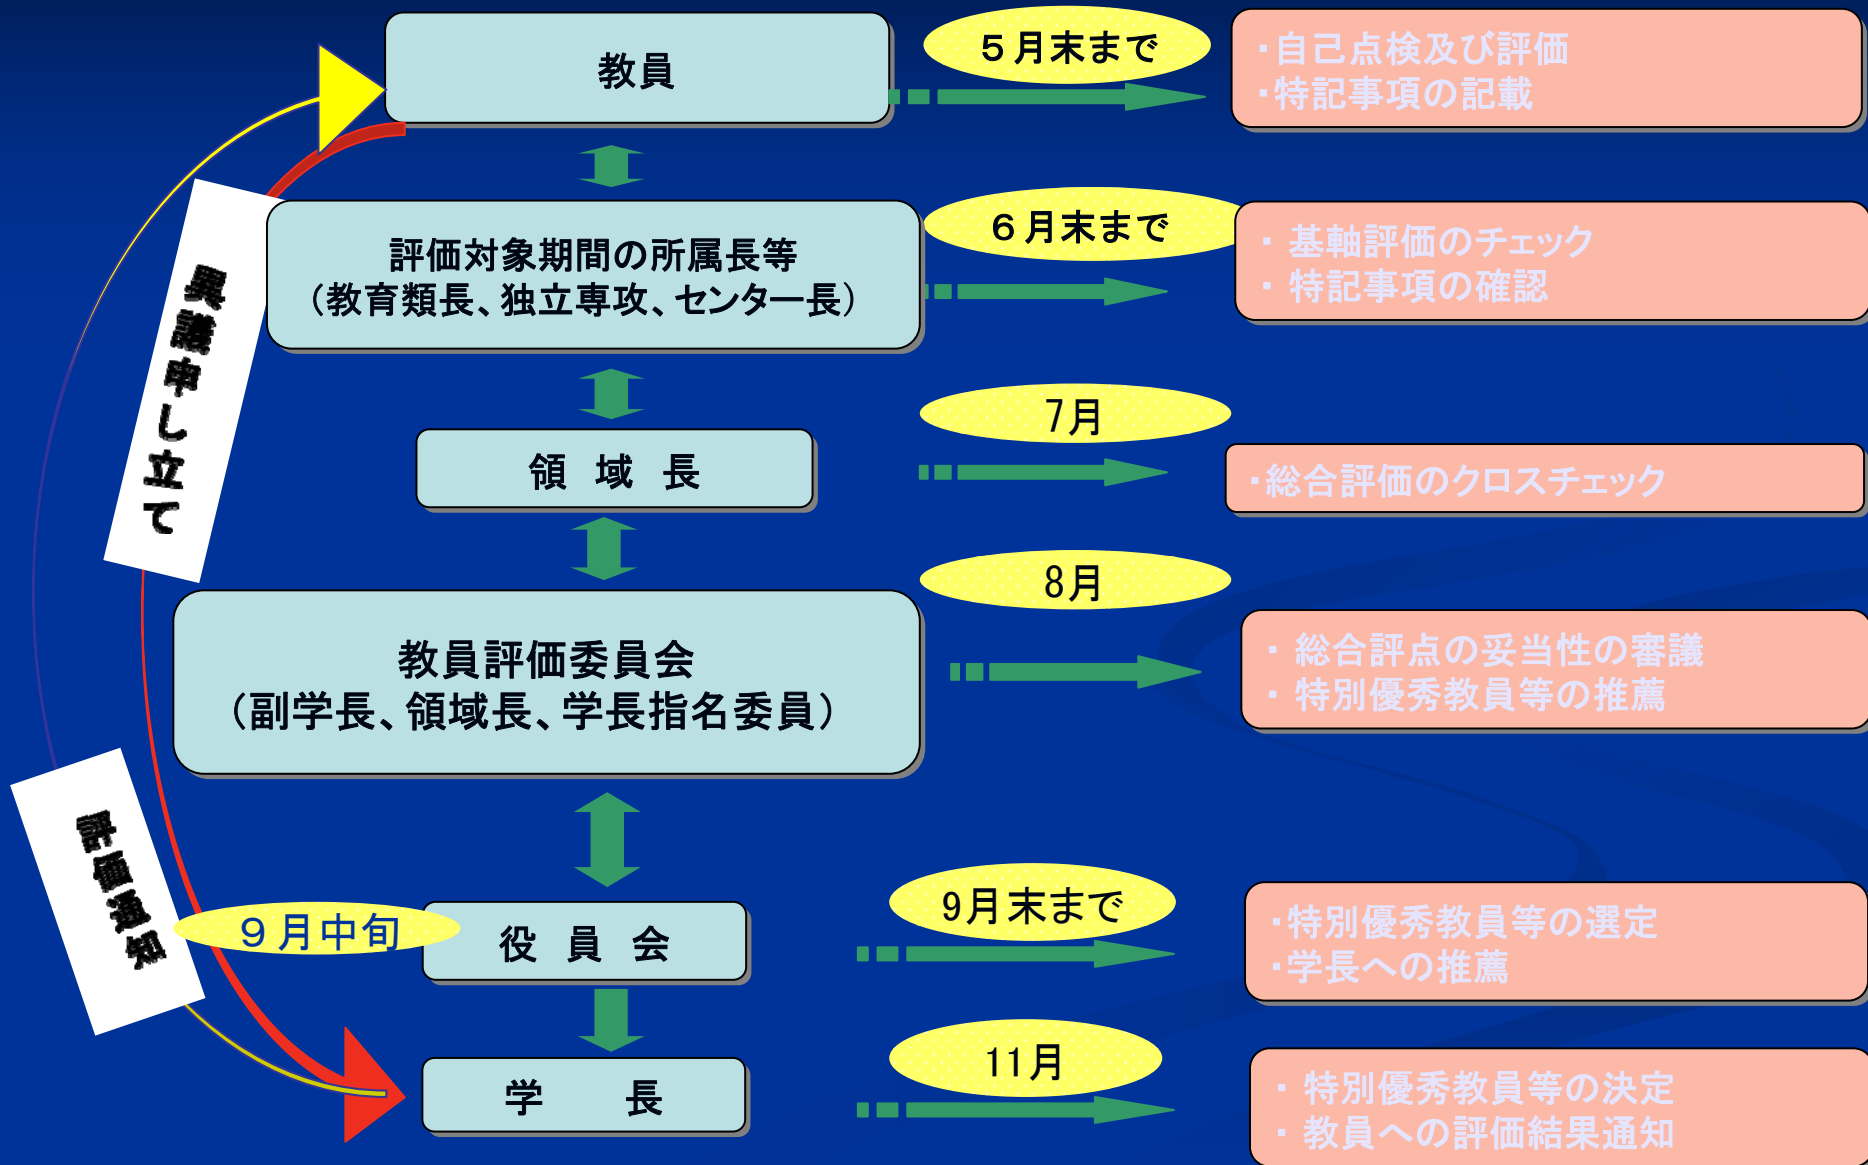 教員
５月末まで
・自己点検及び評価
・特記事項の記載
評価対象期間の所属長等
（教育類長、独立専攻、センター長）
６月末まで
・ 基軸評価のチェック
・ 特記事項の確認
異議申し立て
領 域 長
7月
・総合評価のクロスチェック
教員評価委員会
（副学長、領域長、学長指名委員）
8月
・ 総合評点の妥当性の審議
・ 特別優秀教員等の推薦
評価通知
９月中旬
役 員 会
9月末まで
・特別優秀教員等の選定
・学長への推薦
学 長
11月
・ 特別優秀教員等の決定
・ 教員への評価結果通知